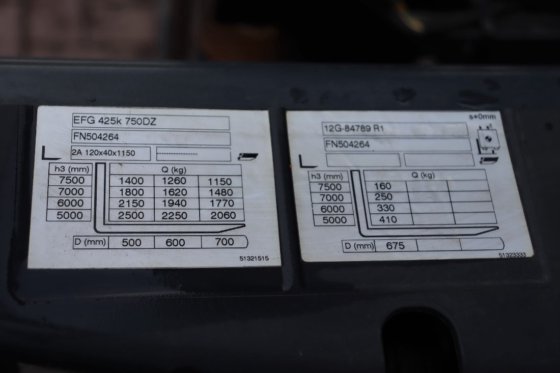 EFG 425k 750DZ
FN504264
2A 120x40x1150
h3 (mm) Q (kg)
7500 1400 1260 1150
7000 1800 1620 1480
6000 2150 1940 1770
5000 2500 2250 2060
D (mm) 500 600 700
51321515
s=0mm
12G-84789 R1
FN504264
h3 (mm) Q (kg)
7500 160
7000 250
6000 330
5000 410
D (mm) 675
51323333